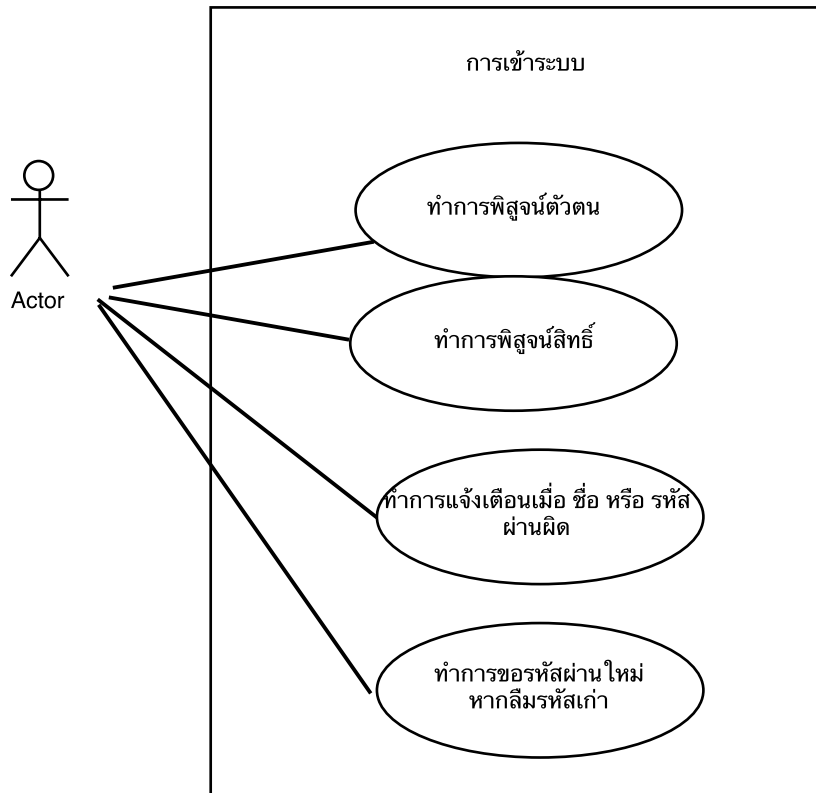 การเข้าระบบ
ทำการพิสูจน์ตัวตน
Actor
ทำการพิสูจน์สิทธิ์
ทำการแจ้งเตือนเมื่อ ชื่อ หรือ รหัส
ผ่านผิด
ทำการขอรหัสผ่านใหม่
หากลืมรหัสเก่า